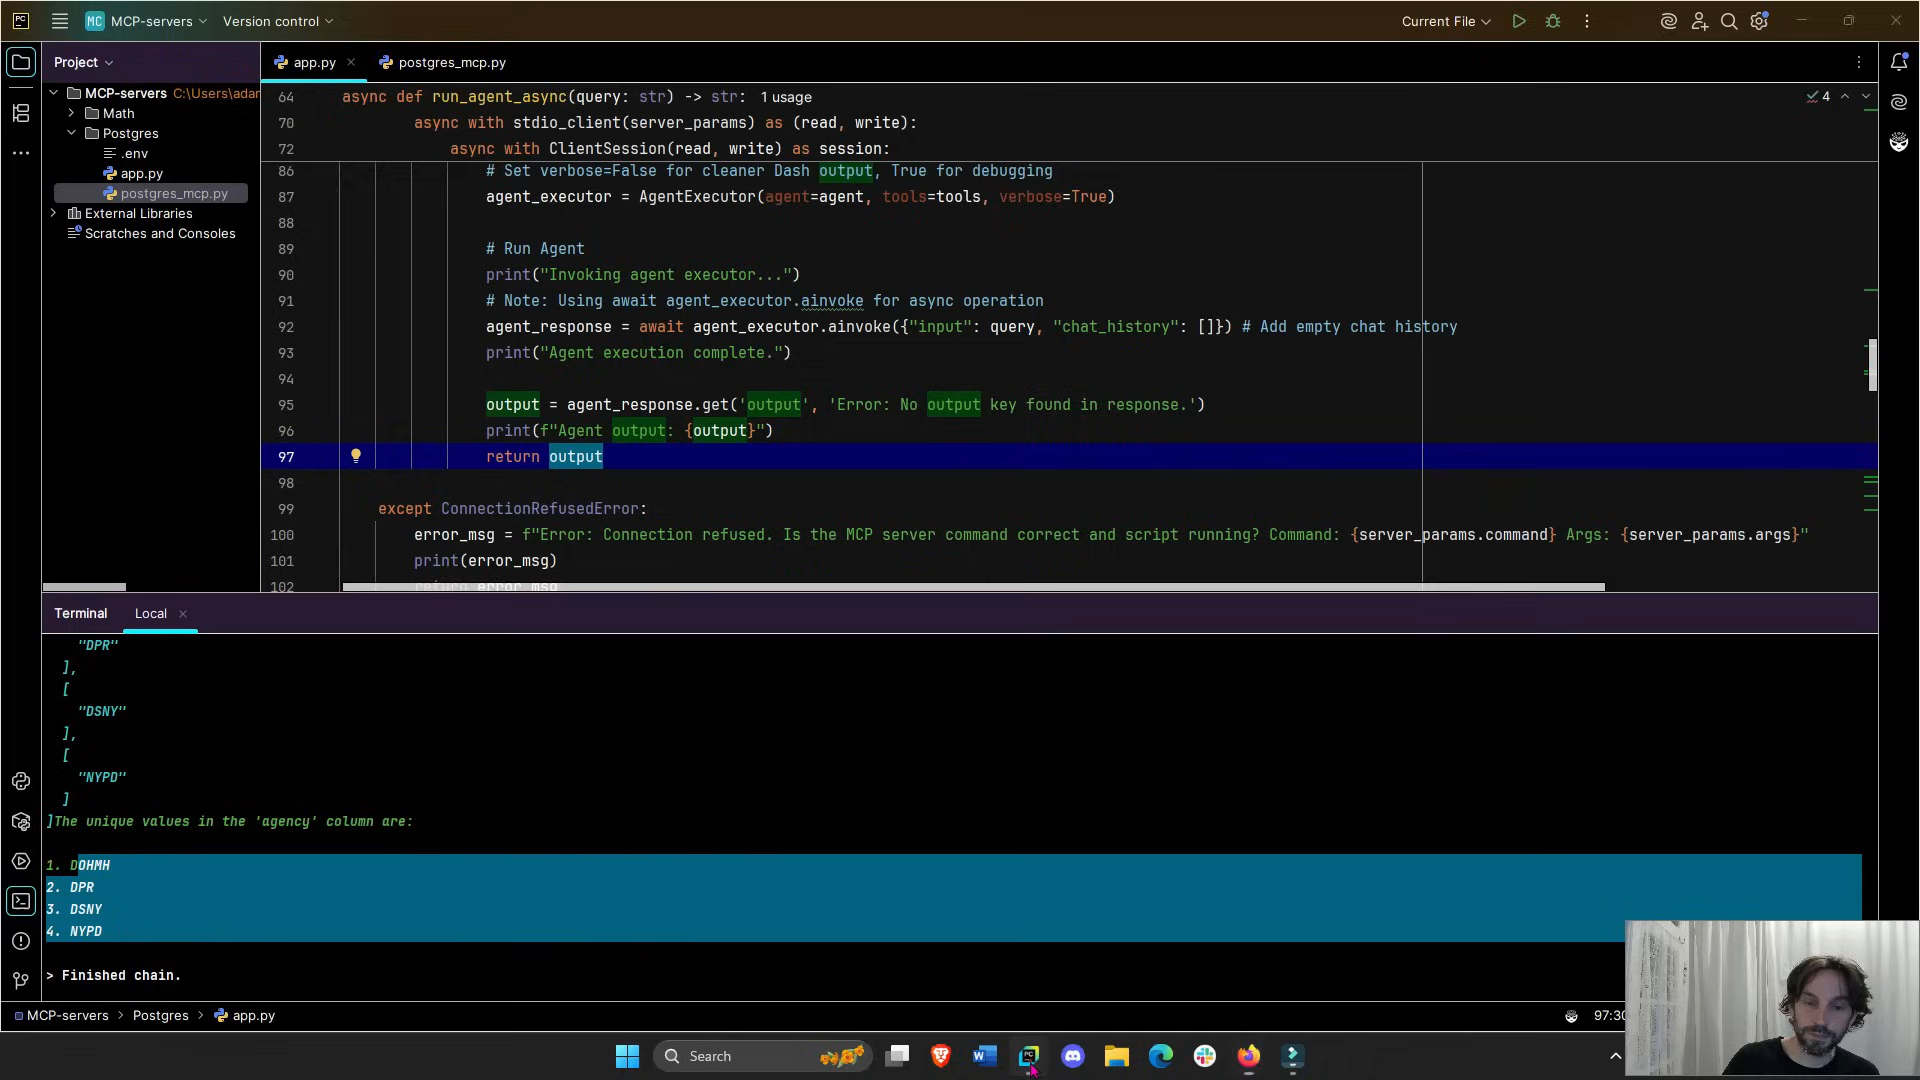 PC
MC MCP-servers
Version control
Current File
Project
app.py
postgres_mcp.py
MCP-servers C:\Users\adar
Math
Postgres
.env
app.py
postgres_mcp.py
External Libraries
Scratches and Consoles
64 async def run_agent_async(query: str) -> str: 1 usage
4
70 async with stdio_client(server_params) as (read, write):
72 async with ClientSession(read, write) as session:
86 # Set verbose=False for cleaner Dash output, True for debugging
87 agent_executor = AgentExecutor(agent=agent, tools=tools, verbose=True)
88
89 # Run Agent
90 print("Invoking agent executor...")
91 # Note: Using await agent_executor.ainvoke for async operation
92 agent_response = await agent_executor.ainvoke({"input": query, "chat_history": []}) # Add empty chat history
93 print("Agent execution complete.")
94
95 output = agent_response.get('output', 'Error: No output key found in response.')
96 print(f"Agent output: {output}")
97 return output
98
99 except ConnectionRefusedError:
100 error_msg = f"Error: Connection refused. Is the MCP server command correct and script running? Command: {server_params.command} Args: {server_params.args}"
101 print(error_msg)
102 return error_msg
Terminal
Local
"DPR"
],
[
"DSNY"
],
[
"NYPD"
]
]The unique values in the 'agency' column are:
1. DOHMH
2. DPR
3. DSNY
4. NYPD
> Finished chain.
MCP-servers > Postgres > app.py
97:30
Search